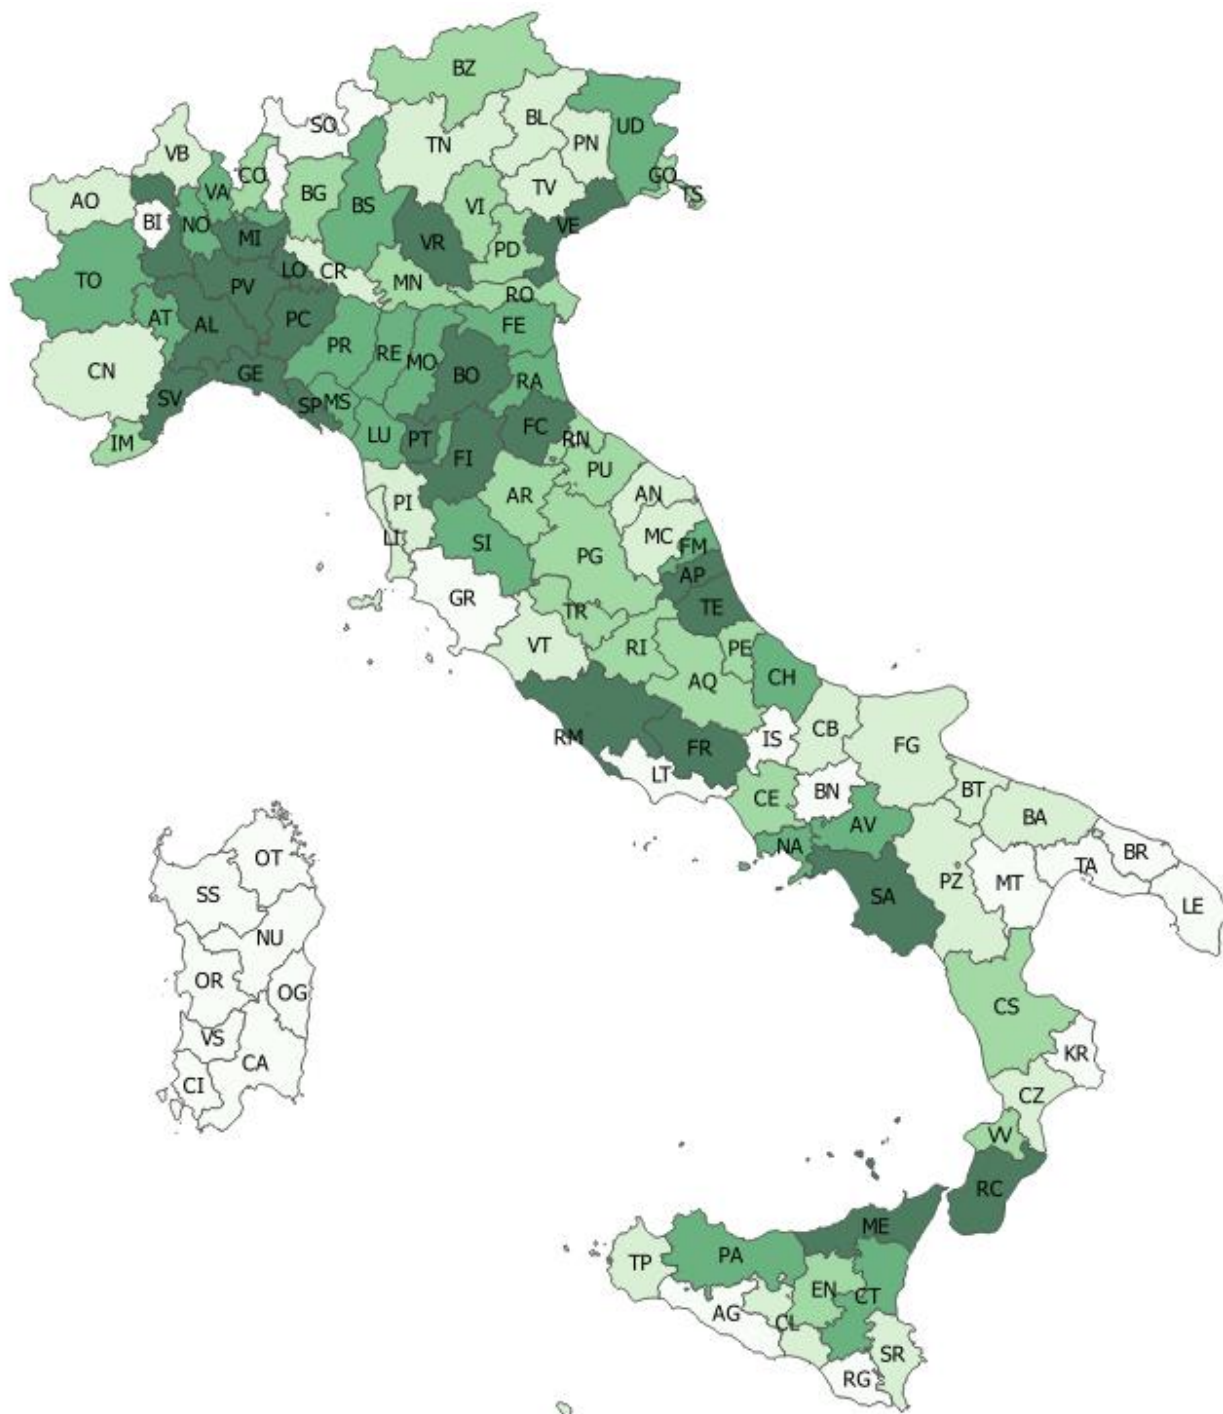 BZ
SO
TN
BL
PN
UD
VB
AO
VA
CO
BG
BS
VI
TV
GO
TS
BI
NO
MI
VR
PD
VE
TO
PV
LO
CR
MN
RO
AT
AL
PC
PR
RE
MO
FE
CN
SV
GE
SP
MS
BO
RA
IM
LU
PT
FI
FC
RN
PU
PI
AR
AN
LI
SI
PG
MC
FM
AP
GR
TR
TE
VT
RI
PE
AQ
CH
RM
FR
IS
CB
FG
LT
CE
BN
BT
BA
NA
AV
BR
TA
OT
SS
SA
PZ
MT
LE
NU
OR
OG
CS
VS
CA
KR
CI
CZ
VV
RC
ME
TP
PA
EN
CT
AG
CL
SR
RG